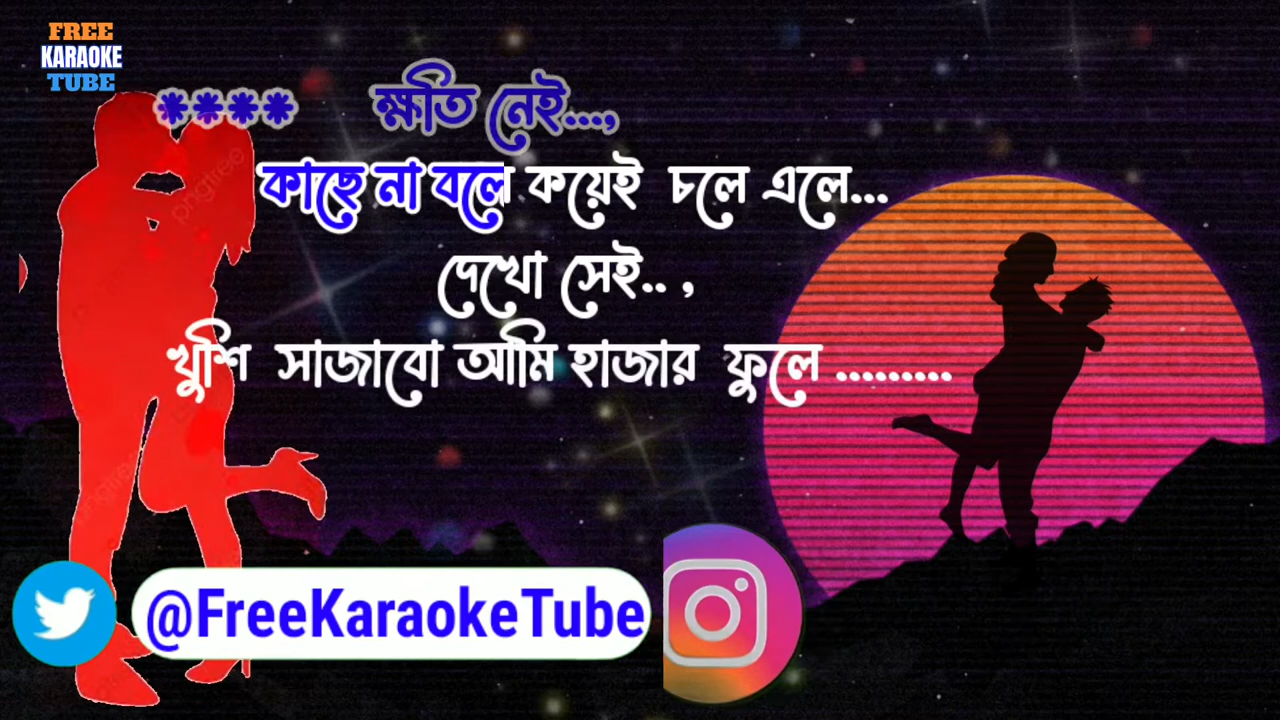 FREE
KARAOKE
TUBE
**** ক্ষতি নেই...,
কাছে না বলে কয়েই চলে এলে...
দেখো সেই.. ,
খুশি সাজাবো আমি হাজার ফুলে .........
@FreeKaraokeTube